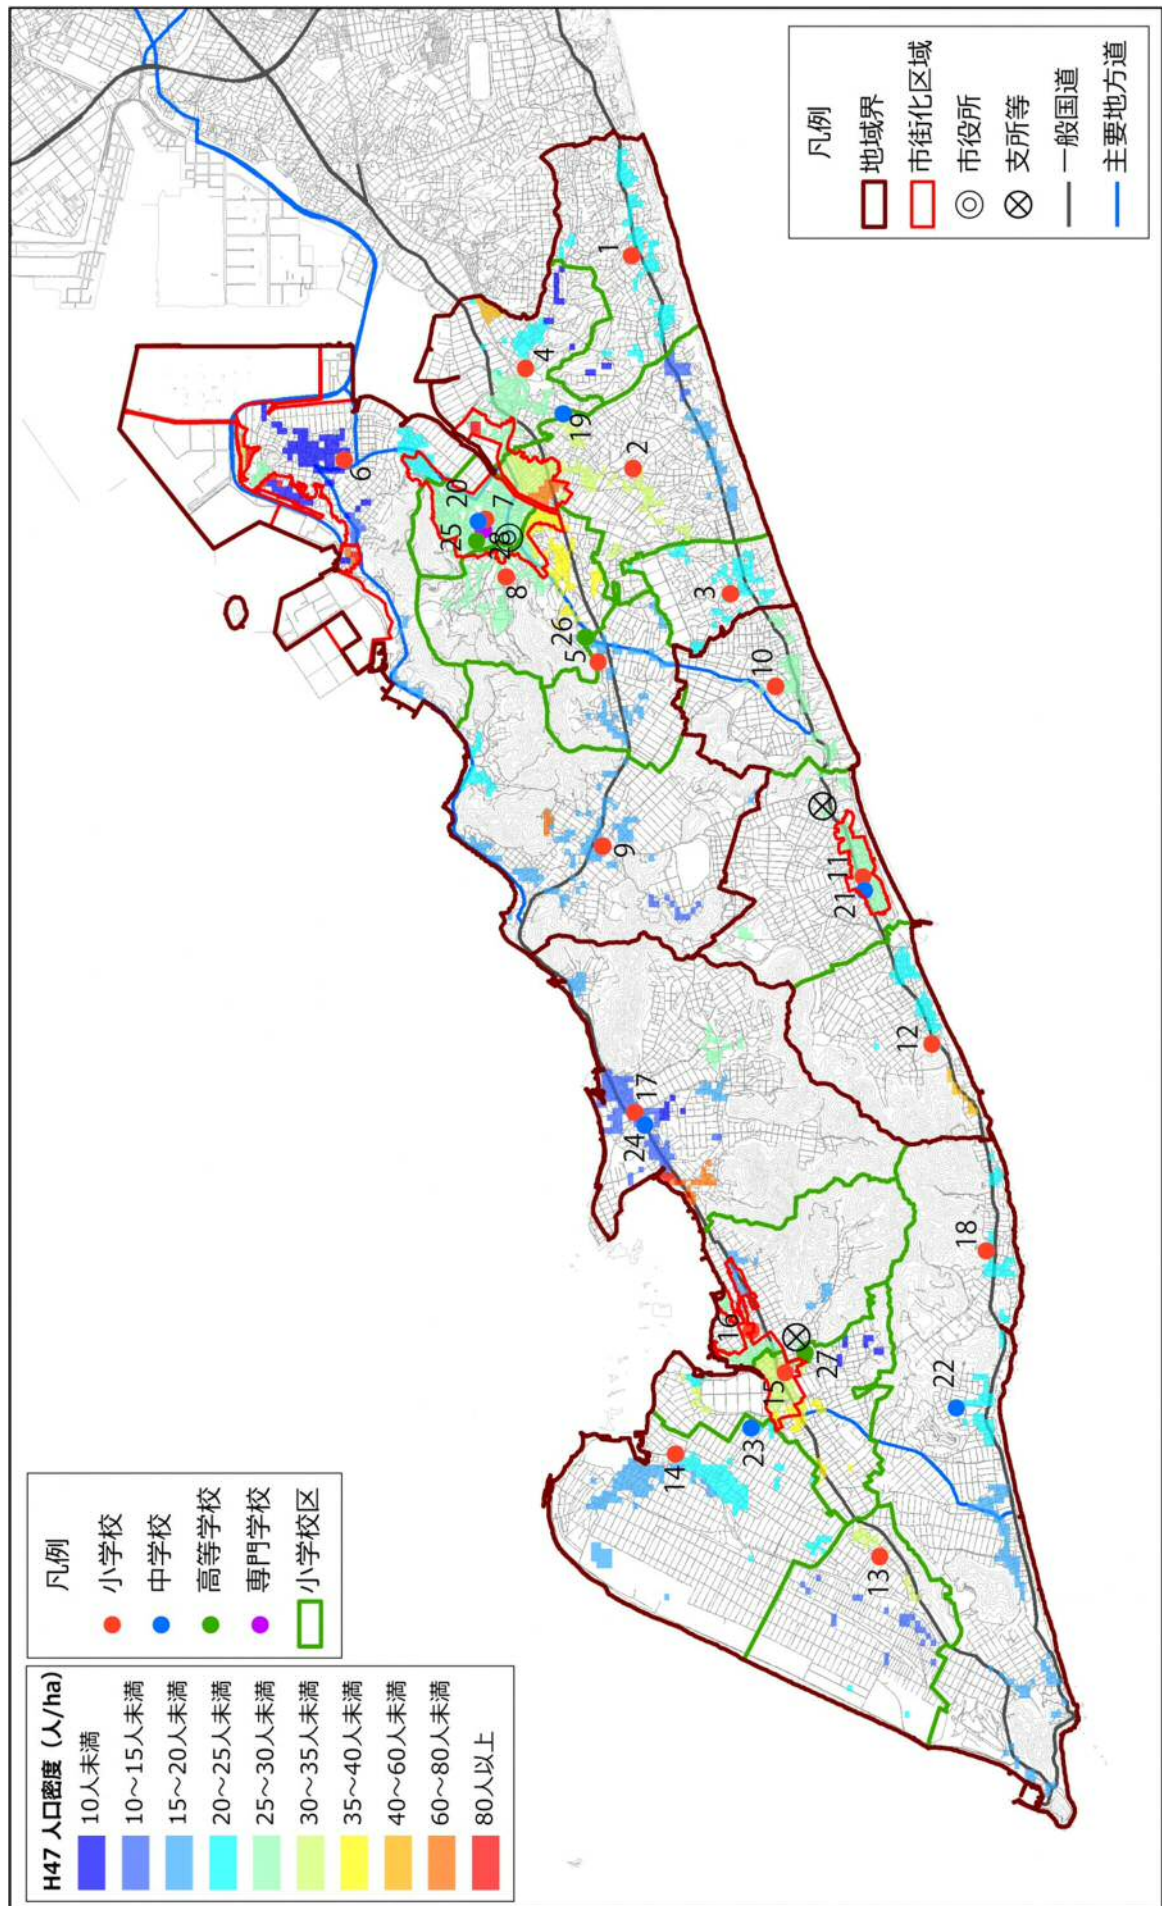 H47 人口密度（人/ha）
10人未満
10～15人未満
15～20人未満
20～25人未満
25～30人未満
30～35人未満
35～40人未満
40～60人未満
60～80人未満
80人以上
凡例
小学校
中学校
高等学校
専門学校
小学校区
凡例
地域界
市街化区域
市役所
支所等
一般国道
主要地方道
1
2
3
4
5
6
7
8
9
10
11
12
13
14
15
16
17
18
19
20
21
22
23
24
25
26
27
28